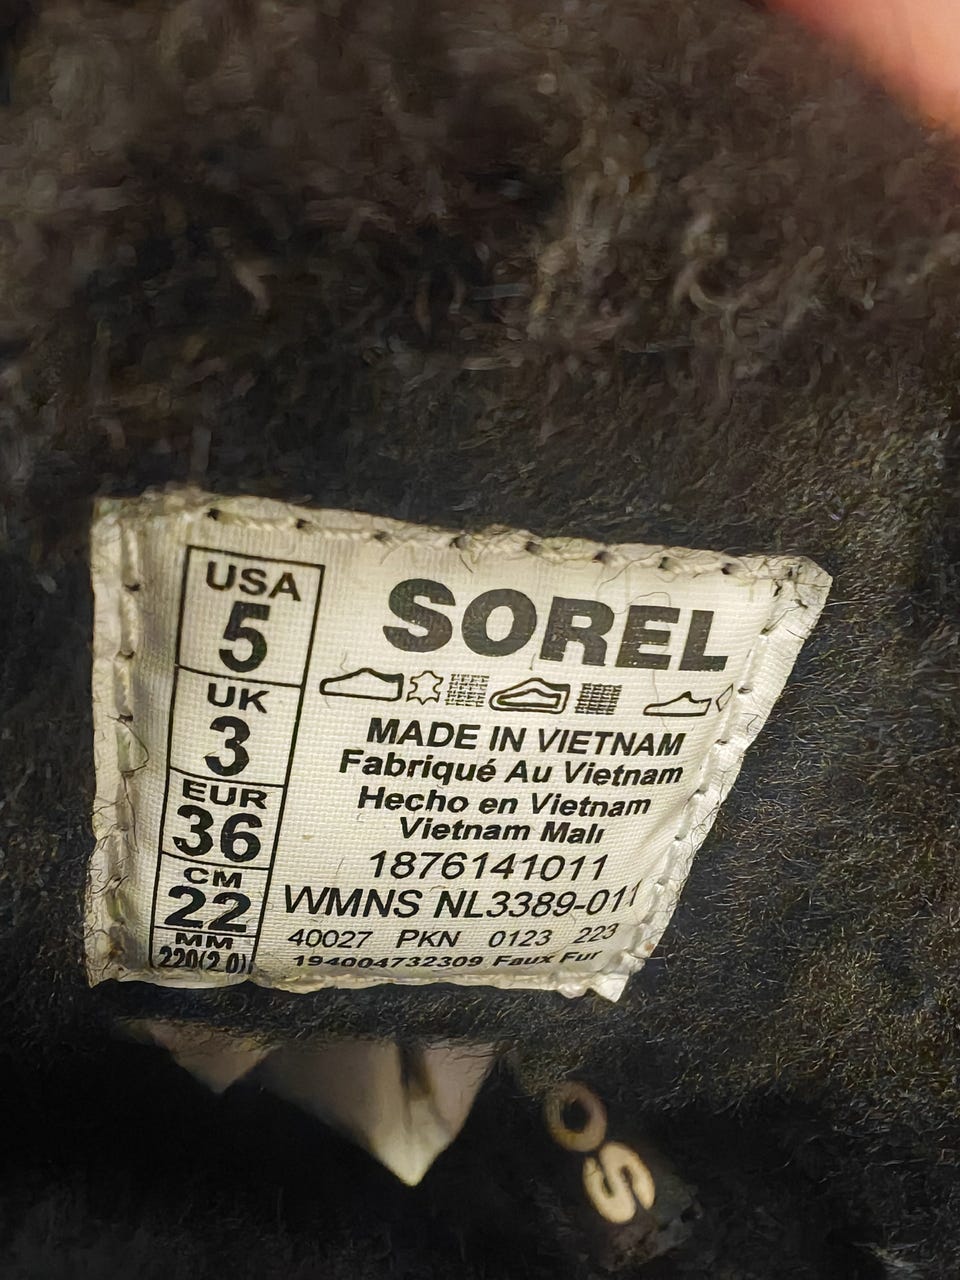 USA
5
UK
3
EUR
36
CM
22
MM
220(2.0)
SOREL
MADE IN VIETNAM
Fabriqué Au Vietnam
Hecho en Vietnam
Vietnam Malı
1876141011
WMNS NL3389-011
40027 PKN 0123 223
194004732309 Faux Fur
OS